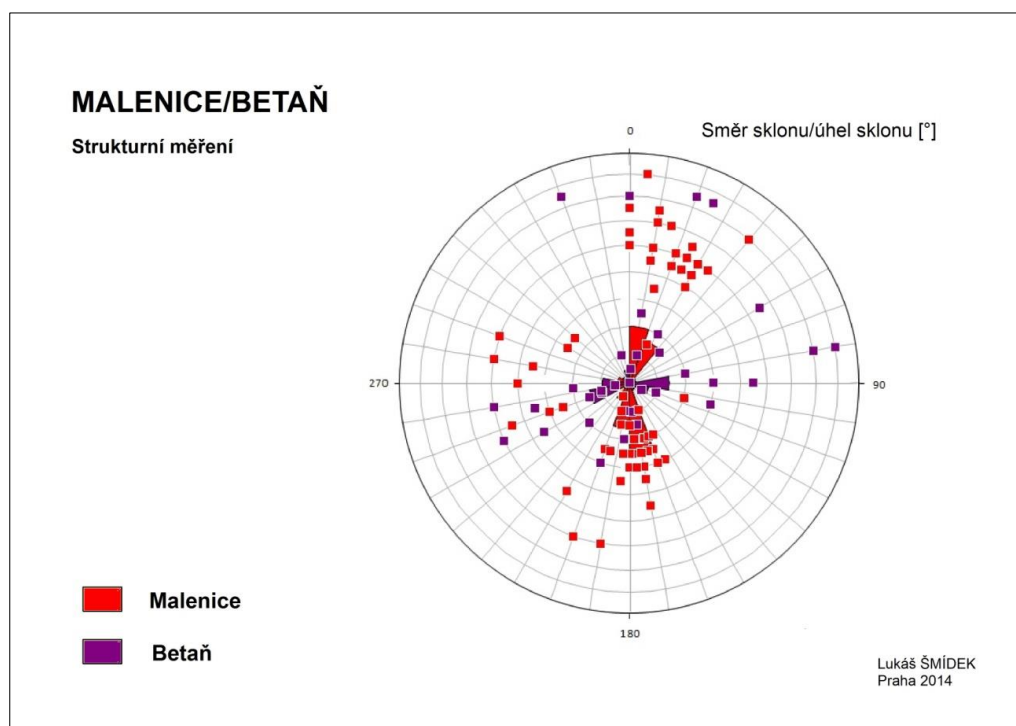 MALENICE/BETAŇ
Strukturní měření
Směr sklonu/úhel sklonu [°]
0
270
90
180
Malenice
Betaň
Lukáš ŠMÍDEK
Praha 2014